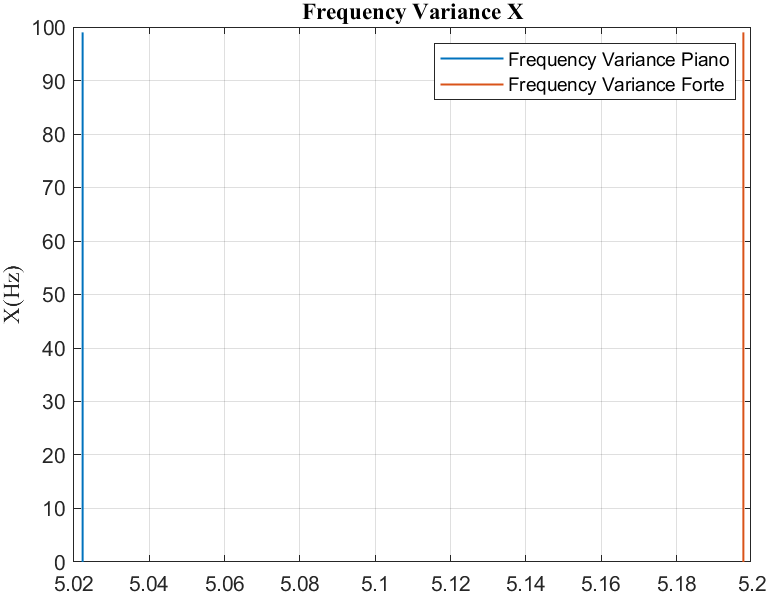 Frequency Variance X
100
Frequency Variance Piano
Frequency Variance Forte
90
80
70
60
50
X(Hz)
40
30
20
10
0
5.02 5.04 5.06 5.08 5.1 5.12 5.14 5.16 5.18 5.2